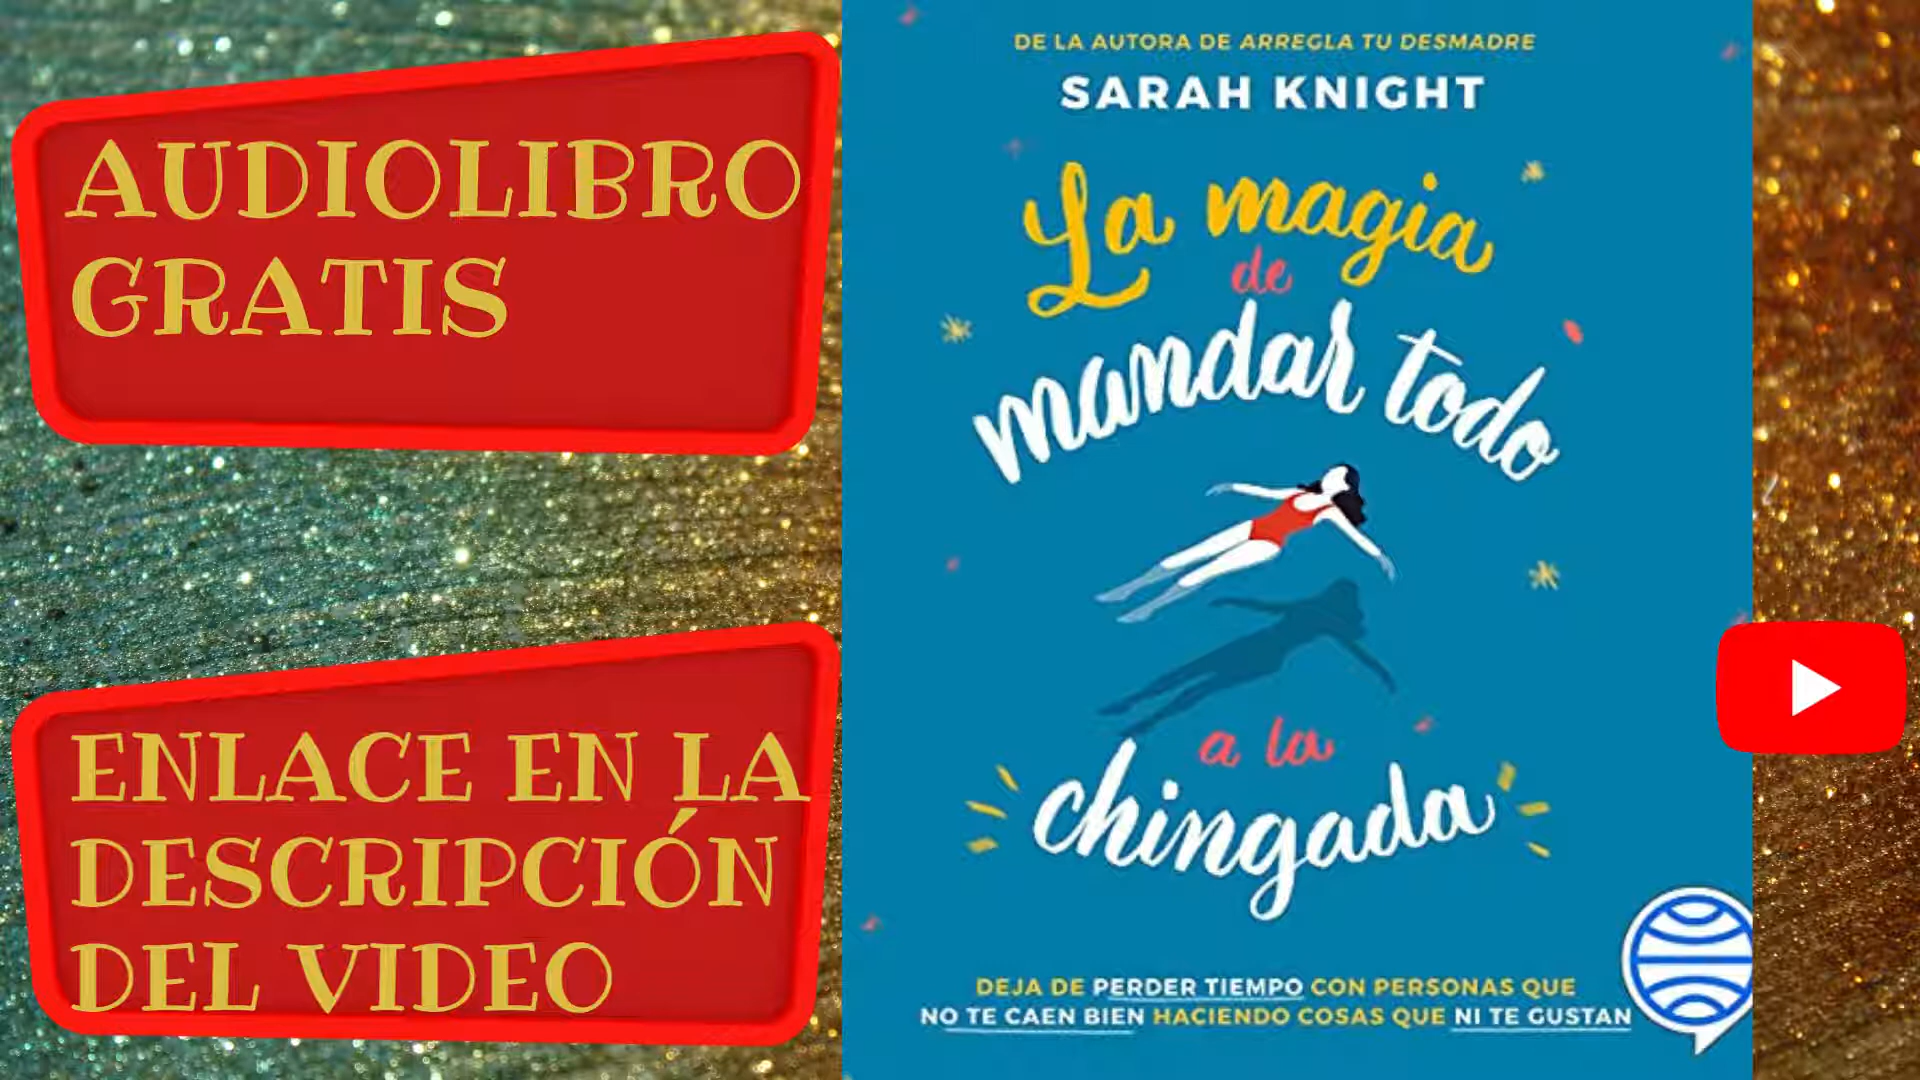 AUDIOLIBRO
GRATIS
ENLACE EN LA
DESCRIPCIÓN
DEL VIDEO
DE LA AUTORA DE ARREGLA TU DESMADRE
SARAH KNIGHT
La magia
de
mandar todo
a la
chingada
DEJA DE PERDER TIEMPO CON PERSONAS QUE
NO TE CAEN BIEN HACIENDO COSAS QUE NI TE GUSTAN